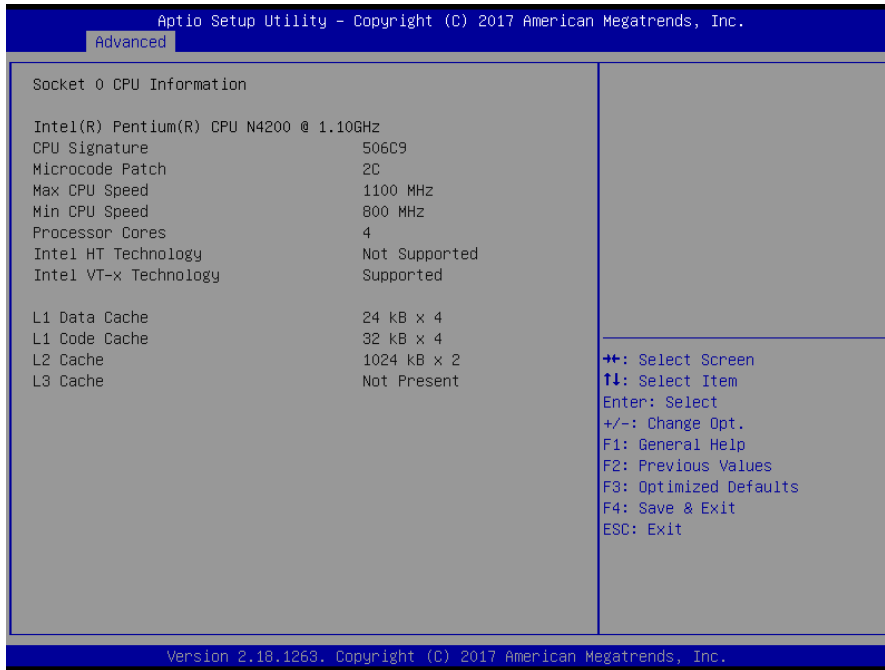 Aptio Setup Utility – Copyright (C) 2017 American Megatrends, Inc.
Advanced
Socket 0 CPU Information
Intel(R) Pentium(R) CPU N4200 @ 1.10GHz
CPU Signature 506C9
Microcode Patch 2C
Max CPU Speed 1100 MHz
Min CPU Speed 800 MHz
Processor Cores 4
Intel HT Technology Not Supported
Intel VT-x Technology Supported
L1 Data Cache 24 kB x 4
L1 Code Cache 32 kB x 4
L2 Cache 1024 kB x 2
L3 Cache Not Present
→←: Select Screen
↑↓: Select Item
Enter: Select
+/-: Change Opt.
F1: General Help
F2: Previous Values
F3: Optimized Defaults
F4: Save & Exit
ESC: Exit
Version 2.18.1263. Copyright (C) 2017 American Megatrends, Inc.